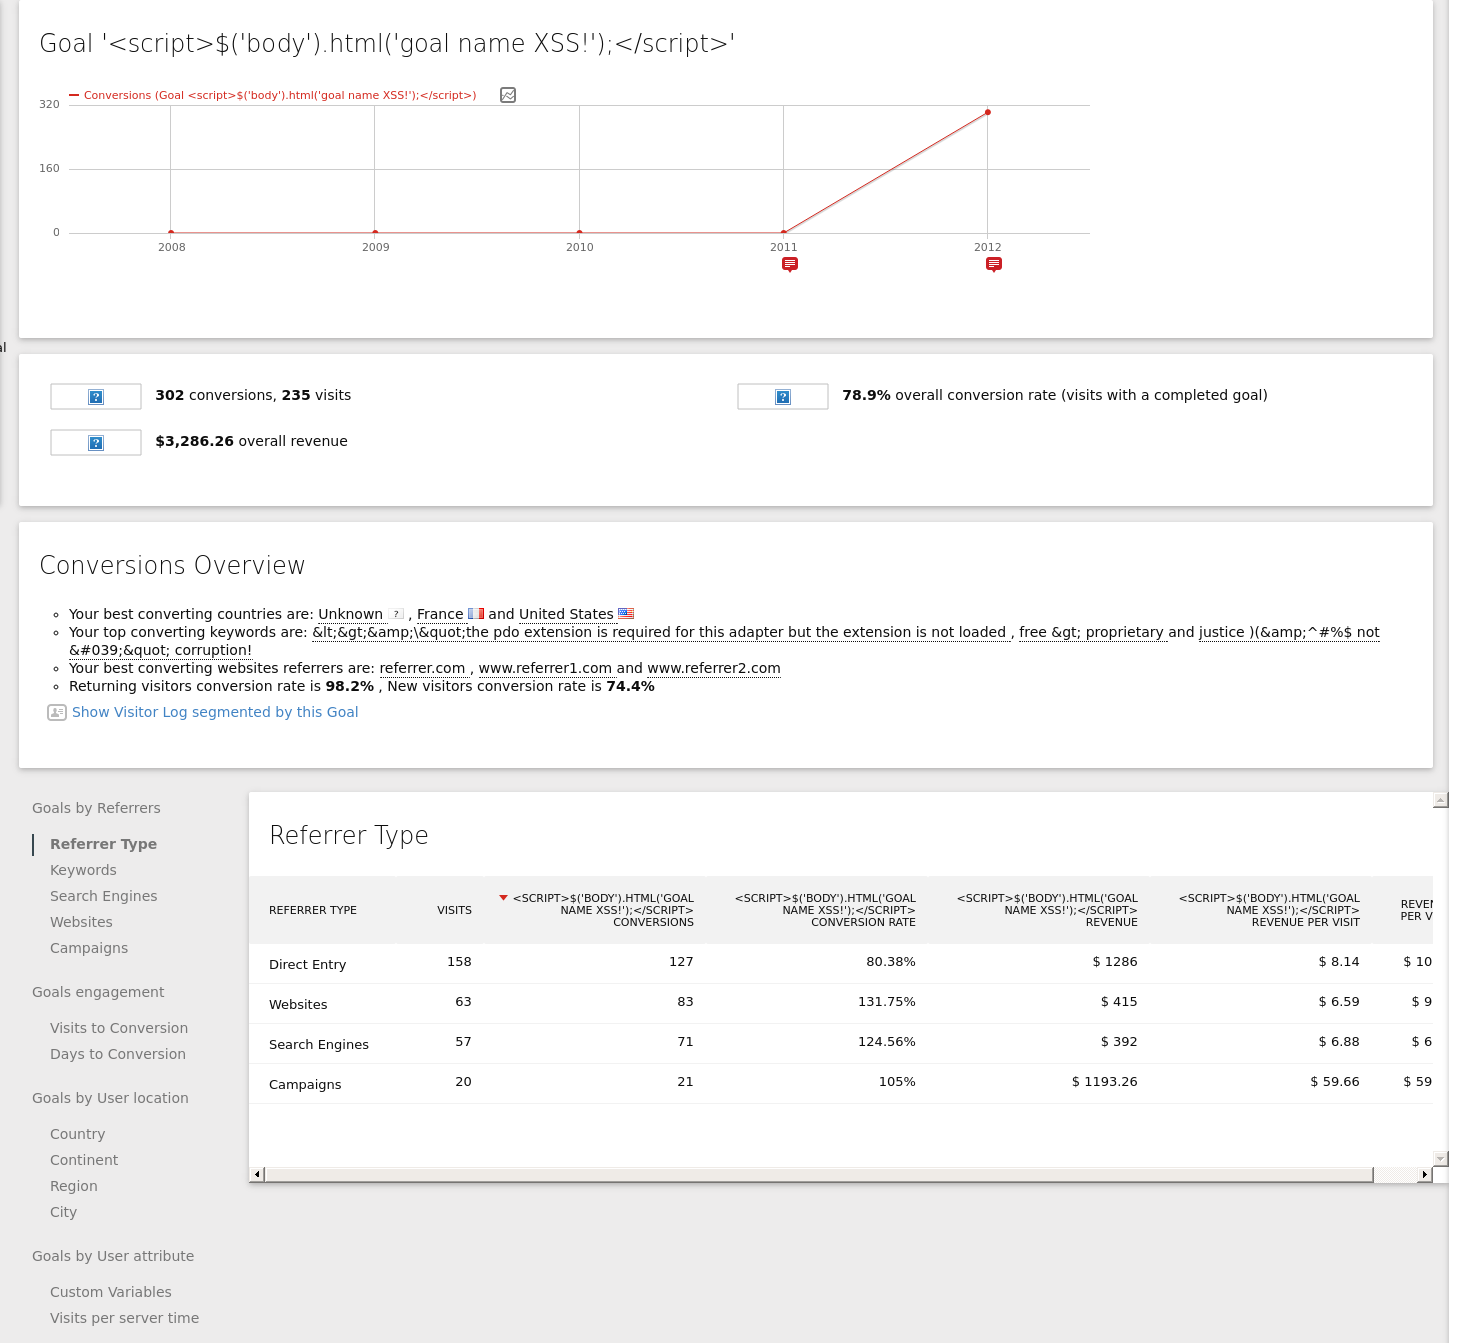 Goal '<script>$('body').html('goal name XSS!');</script>'
Conversions (Goal <script>$('body').html('goal name XSS!');</script>)
320
160
0
2008 2009 2010 2011 2012
al
302 conversions, 235 visits
78.9% overall conversion rate (visits with a completed goal)
$3,286.26 overall revenue
Conversions Overview
Your best converting countries are: Unknown ? , France and United States
Your top converting keywords are: &lt;&gt;&amp;\&quot;the pdo extension is required for this adapter but the extension is not loaded , free &gt; proprietary and justice )(&amp;^#%$ not
&#039;&quot; corruption!
Your best converting websites referrers are: referrer.com , www.referrer1.com and www.referrer2.com
Returning visitors conversion rate is 98.2% , New visitors conversion rate is 74.4%
Show Visitor Log segmented by this Goal
Goals by Referrers
Referrer Type
Keywords
Search Engines
Websites
Campaigns
Goals engagement
Visits to Conversion
Days to Conversion
Goals by User location
Country
Continent
Region
City
Goals by User attribute
Custom Variables
Visits per server time
Referrer Type
REFERRER TYPE
VISITS
<SCRIPT>$('BODY').HTML('GOAL
NAME XSS!');</SCRIPT>
CONVERSIONS
<SCRIPT>$('BODY').HTML('GOAL
NAME XSS!');</SCRIPT>
CONVERSION RATE
<SCRIPT>$('BODY').HTML('GOAL
NAME XSS!');</SCRIPT>
REVENUE
<SCRIPT>$('BODY').HTML('GOAL
NAME XSS!');</SCRIPT>
REVENUE PER VISIT
REVEN
PER V
Direct Entry 158 127 80.38% $ 1286 $ 8.14 $ 10
Websites 63 83 131.75% $ 415 $ 6.59 $ 9
Search Engines 57 71 124.56% $ 392 $ 6.88 $ 6
Campaigns 20 21 105% $ 1193.26 $ 59.66 $ 59